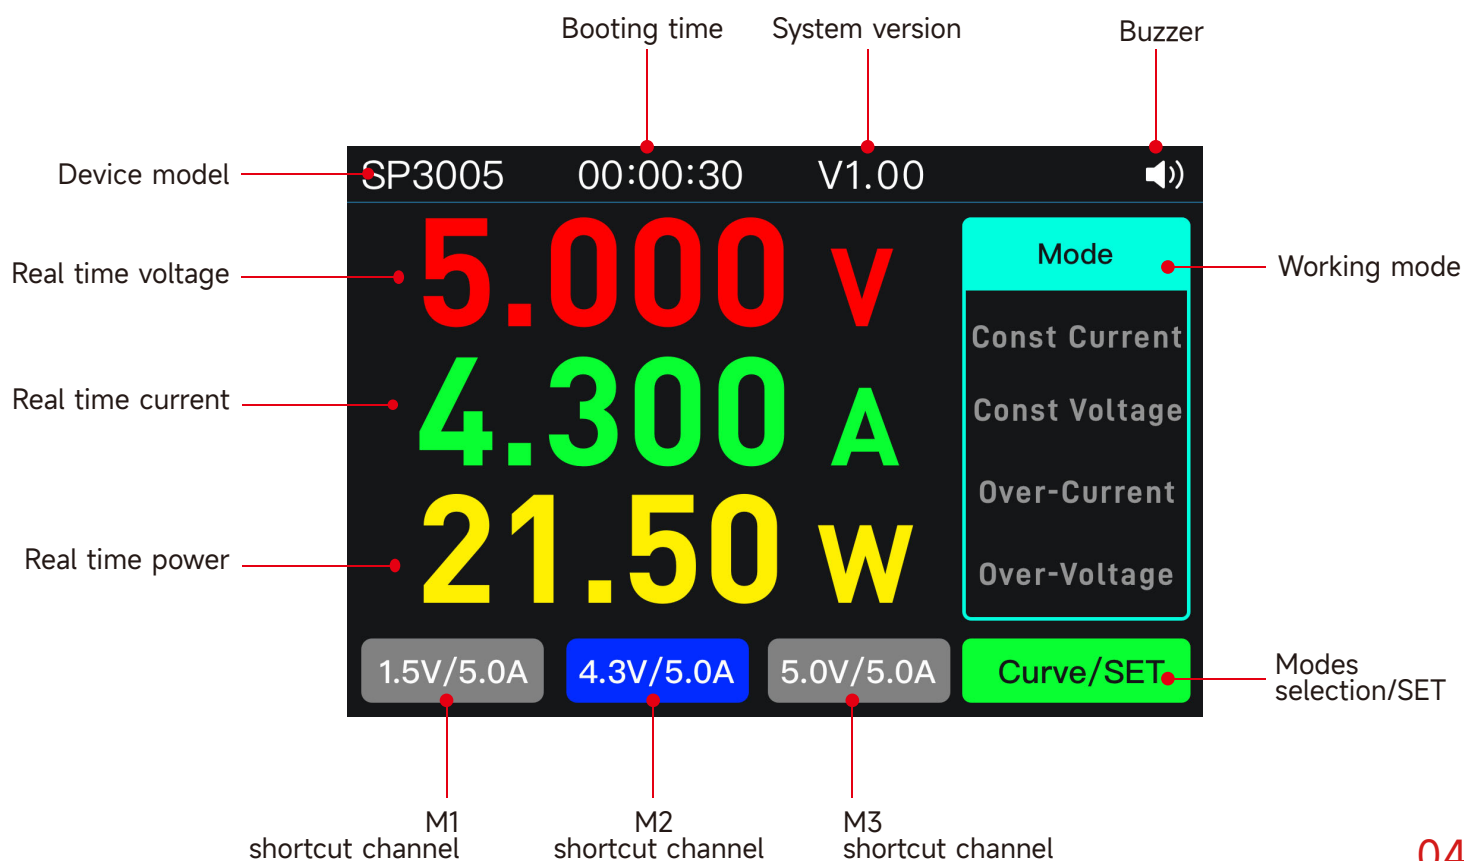 Booting time
System version
Buzzer
Device model
SP3005
00:00:30
V1.00
Real time voltage
5.000 V
Mode
Working mode
Const Current
Real time current
4.300 A
Const Voltage
Over-Current
Real time power
21.50 W
Over-Voltage
1.5V/5.0A
4.3V/5.0A
5.0V/5.0A
Curve/SET
Modes
selection/SET
M1
shortcut channel
M2
shortcut channel
M3
shortcut channel
04